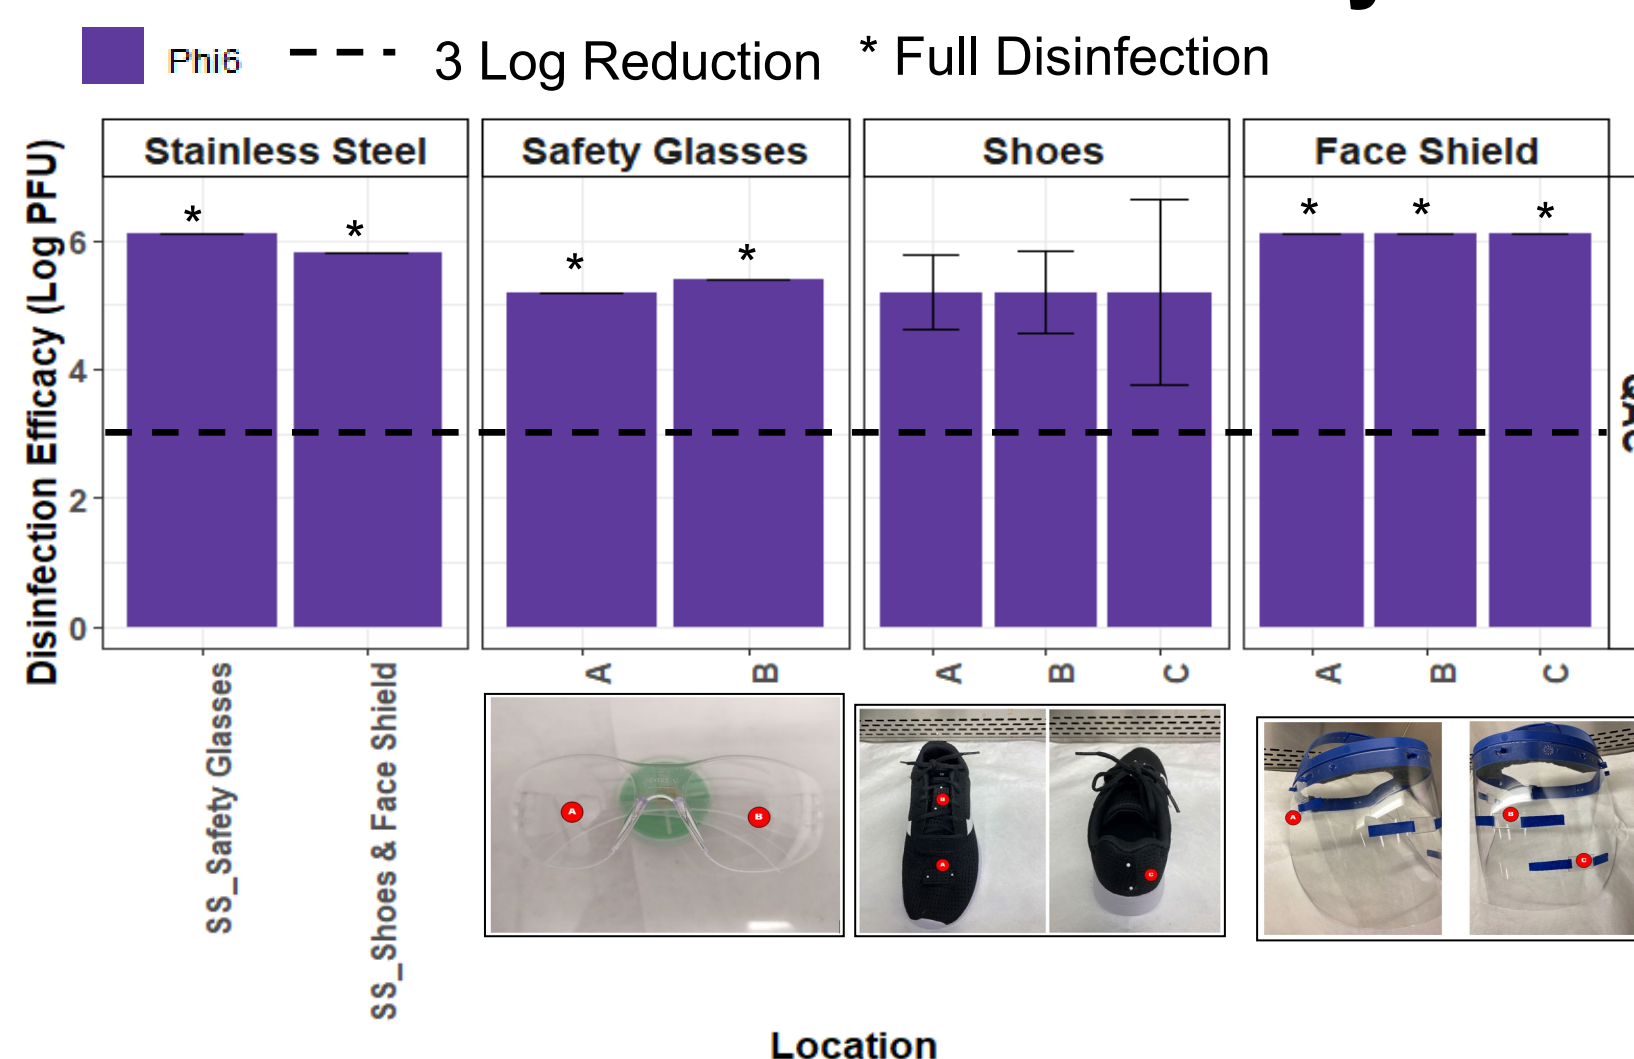 Phi6 3 Log Reduction * Full Disinfection
Stainless Steel Safety Glasses Shoes Face Shield
Disinfection Efficacy (Log PFU)
6
4
2
0
* * * * * * *
SS_Safety Glasses
SS_Shoes & Face Shield
A B A B C A B C
A B
B A C
A B C
Location